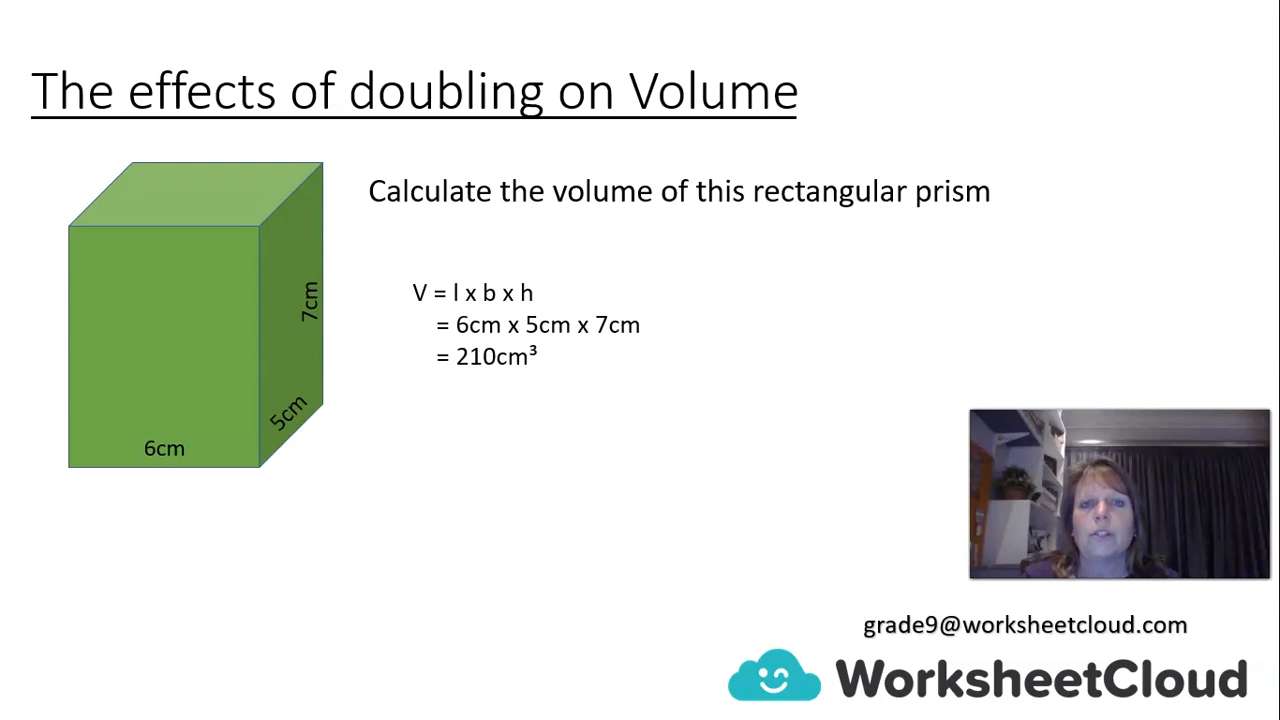 The effects of doubling on Volume
Calculate the volume of this rectangular prism
V = l x b x h
= 6cm x 5cm x 7cm
= 210cm³
7cm
5cm
6cm
grade9@worksheetcloud.com
WorksheetCloud